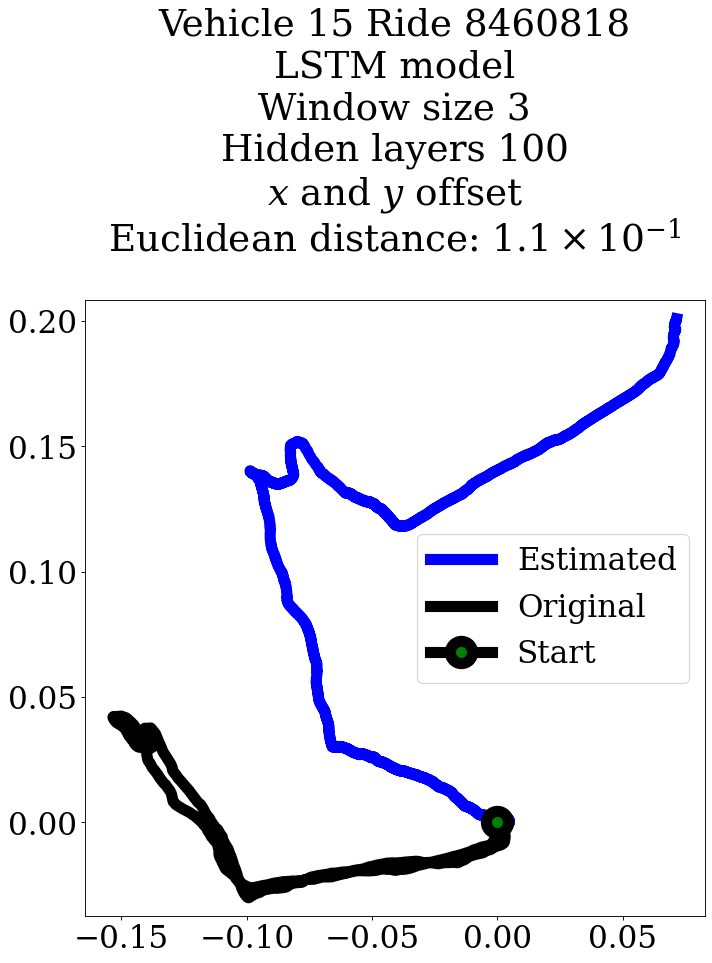 Vehicle 15 Ride 8460818
LSTM model
Window size 3
Hidden layers 100
x and y offset
Euclidean distance: 1.1 × 10⁻¹
0.20
0.15
0.10
0.05
0.00
Estimated
Original
Start
−0.15 −0.10 −0.05 0.00 0.05